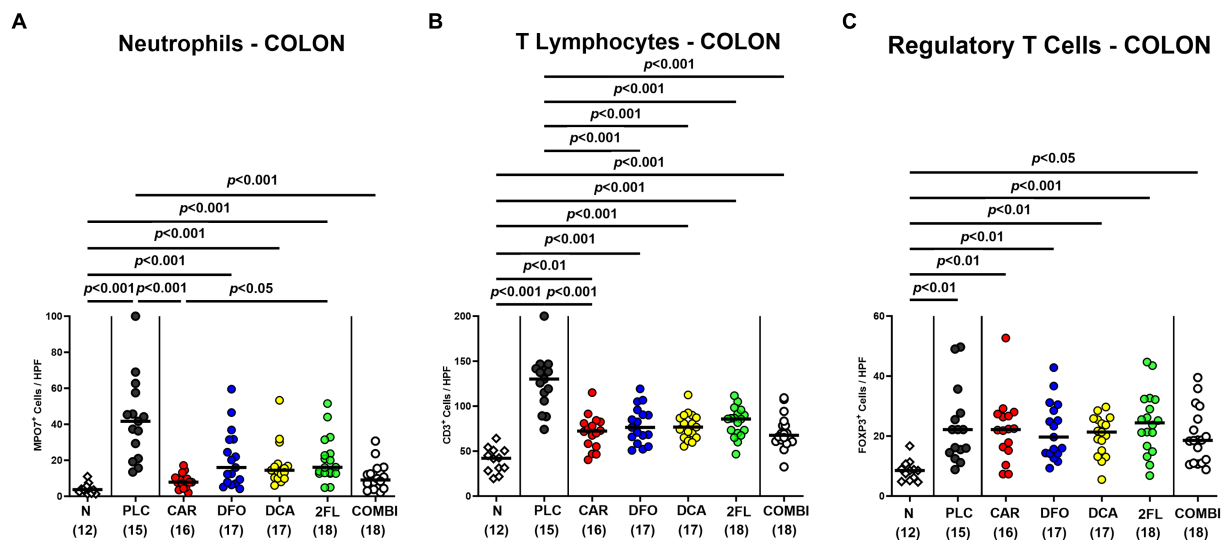 A
Neutrophils - COLON
p<0.001
p<0.001
p<0.001
p<0.001
p<0.001 p<0.001 p<0.05
MPO7+ Cells / HPF
100
80
60
40
20
0
N PLC CAR DFO DCA 2FL COMBI
(12) (15) (16) (17) (17) (18) (18)
B
T Lymphocytes - COLON
p<0.001
p<0.001
p<0.001
p<0.001
p<0.001
p<0.001
p<0.001
p<0.001
p<0.01
p<0.001 p<0.001
CD3+ Cells / HPF
200
150
100
50
0
N PLC CAR DFO DCA 2FL COMBI
(12) (15) (16) (17) (17) (18) (18)
C
Regulatory T Cells - COLON
p<0.05
p<0.001
p<0.01
p<0.01
p<0.01
p<0.01
FOXP3+ Cells / HPF
60
40
20
0
N PLC CAR DFO DCA 2FL COMBI
(12) (15) (16) (17) (17) (18) (18)